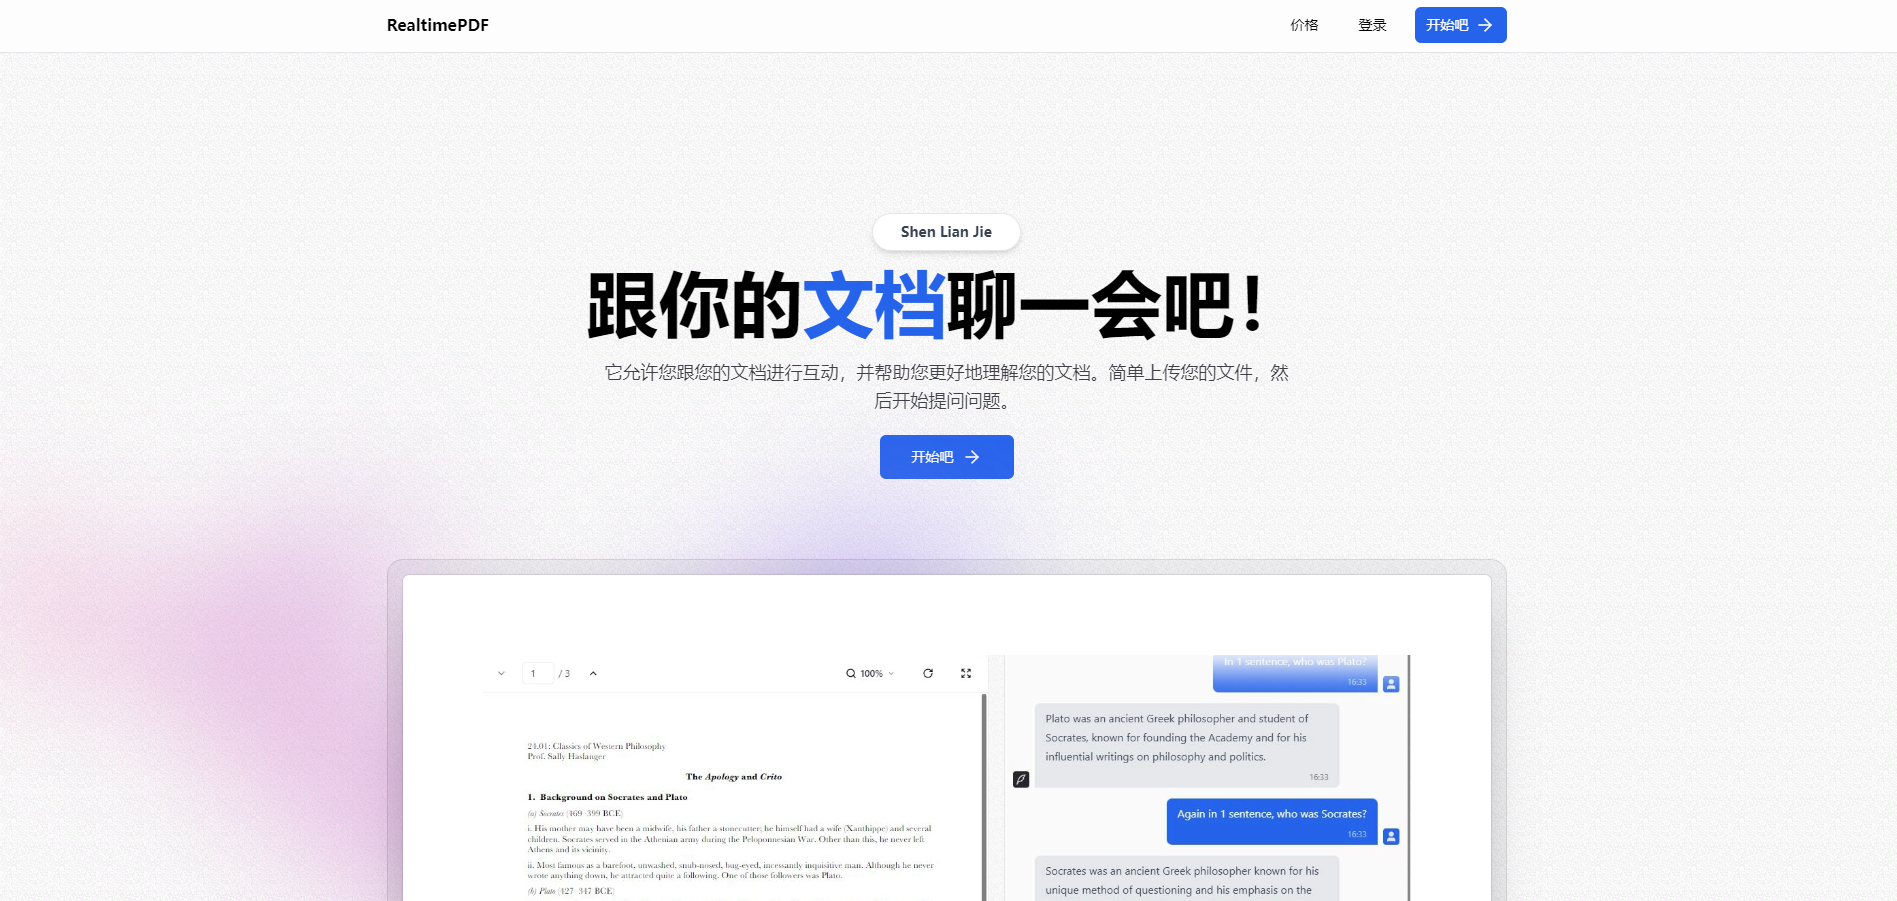 RealtimePDF
价格
登录
开始吧
Shen Lian Jie
跟你的文档聊一会吧！
它允许您跟您的文档进行互动，并帮助您更好地理解您的文档。简单上传您的文件，然
后开始提问问题。
开始吧
1 / 3
100%
24.01: Classics of Western Philosophy
Prof. Sally Haslanger
The Apology and Crito
1. Background on Socrates and Plato
(a) Socrates (469–399 BCE)
i. His mother may have been a midwife, his father a stonecutter; he himself had a wife (Xanthippe) and several
children. Socrates served in the Athenian army during the Peloponnesian War. Other than this, he never left
Athens and its vicinity.
ii. Most famous as a barefoot, unwashed, snub-nosed, bug-eyed, incessantly inquisitive man. Although he never
wrote anything down, he attracted quite a following. One of those followers was Plato.
(b) Plato (427–347 BCE)
In 1 sentence, who was Plato?
16:33
Plato was an ancient Greek philosopher and student of
Socrates, known for founding the Academy and for his
influential writings on philosophy and politics.
16:33
Again in 1 sentence, who was Socrates?
16:33
Socrates was an ancient Greek philosopher known for his
unique method of questioning and his emphasis on the